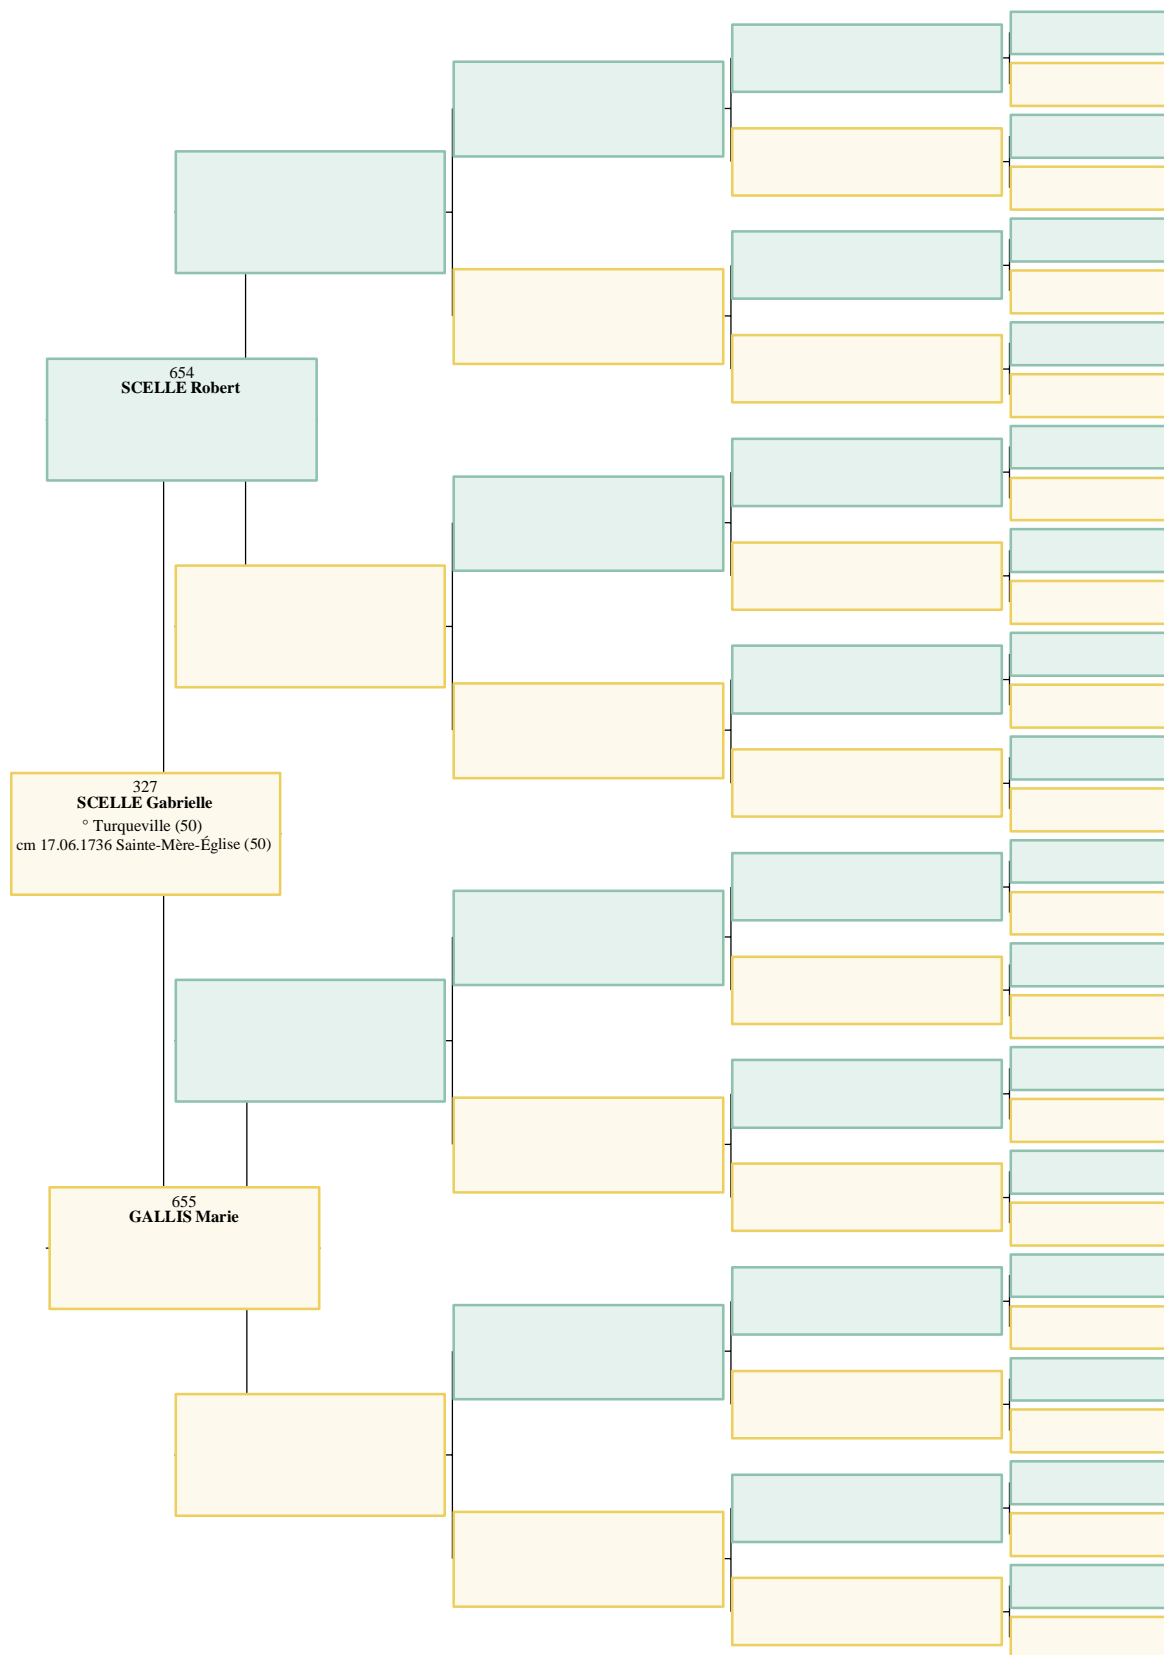 654
SCELLE Robert
327
SCELLE Gabrielle
° Turqueville (50)
cm 17.06.1736 Sainte-Mère-Église (50)
655
GALLIS Marie